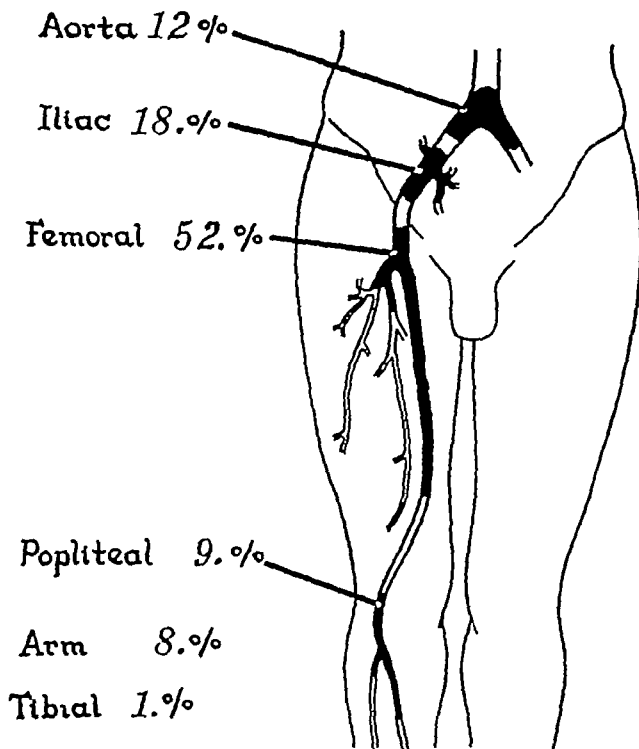 Aorta 12%
Iliac 18.%
Femoral 52.%
Popliteal 9.%
Arm 8.%
Tibial 1.%